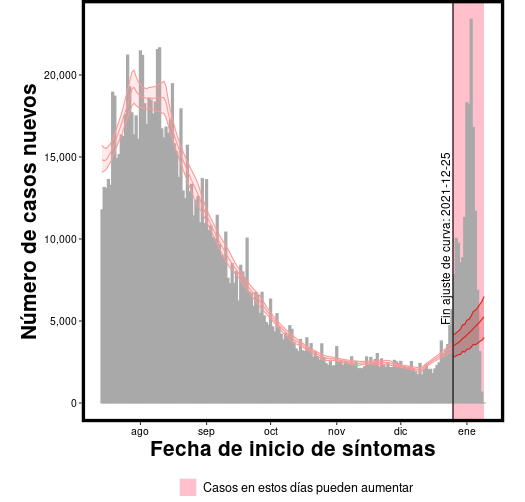 Número de casos nuevos
20,000
15,000
10,000
5,000
0
Fin ajuste de curva: 2021-12-25
ago sep oct nov dic ene
Fecha de inicio de síntomas
Casos en estos días pueden aumentar